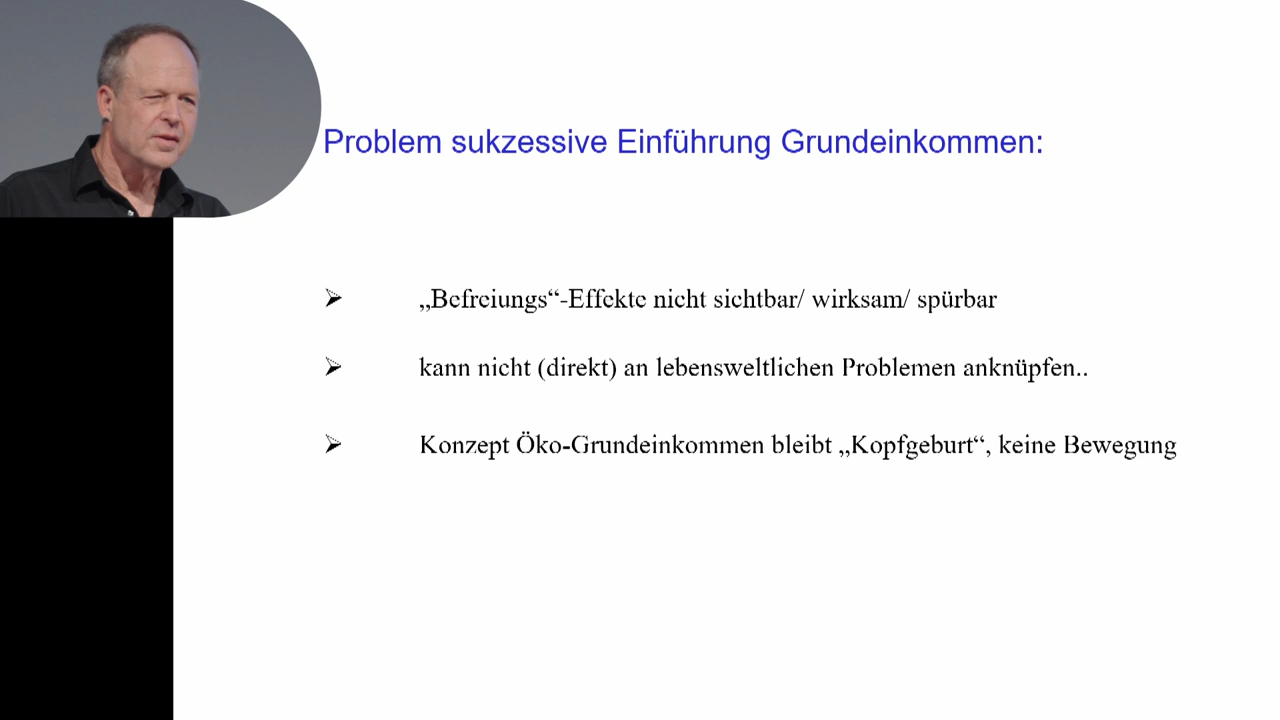 Problem sukzessive Einführung Grundeinkommen:
„Befreiungs“-Effekte nicht sichtbar/ wirksam/ spürbar
kann nicht (direkt) an lebensweltlichen Problemen anknüpfen..
Konzept Öko-Grundeinkommen bleibt „Kopfgeburt“, keine Bewegung